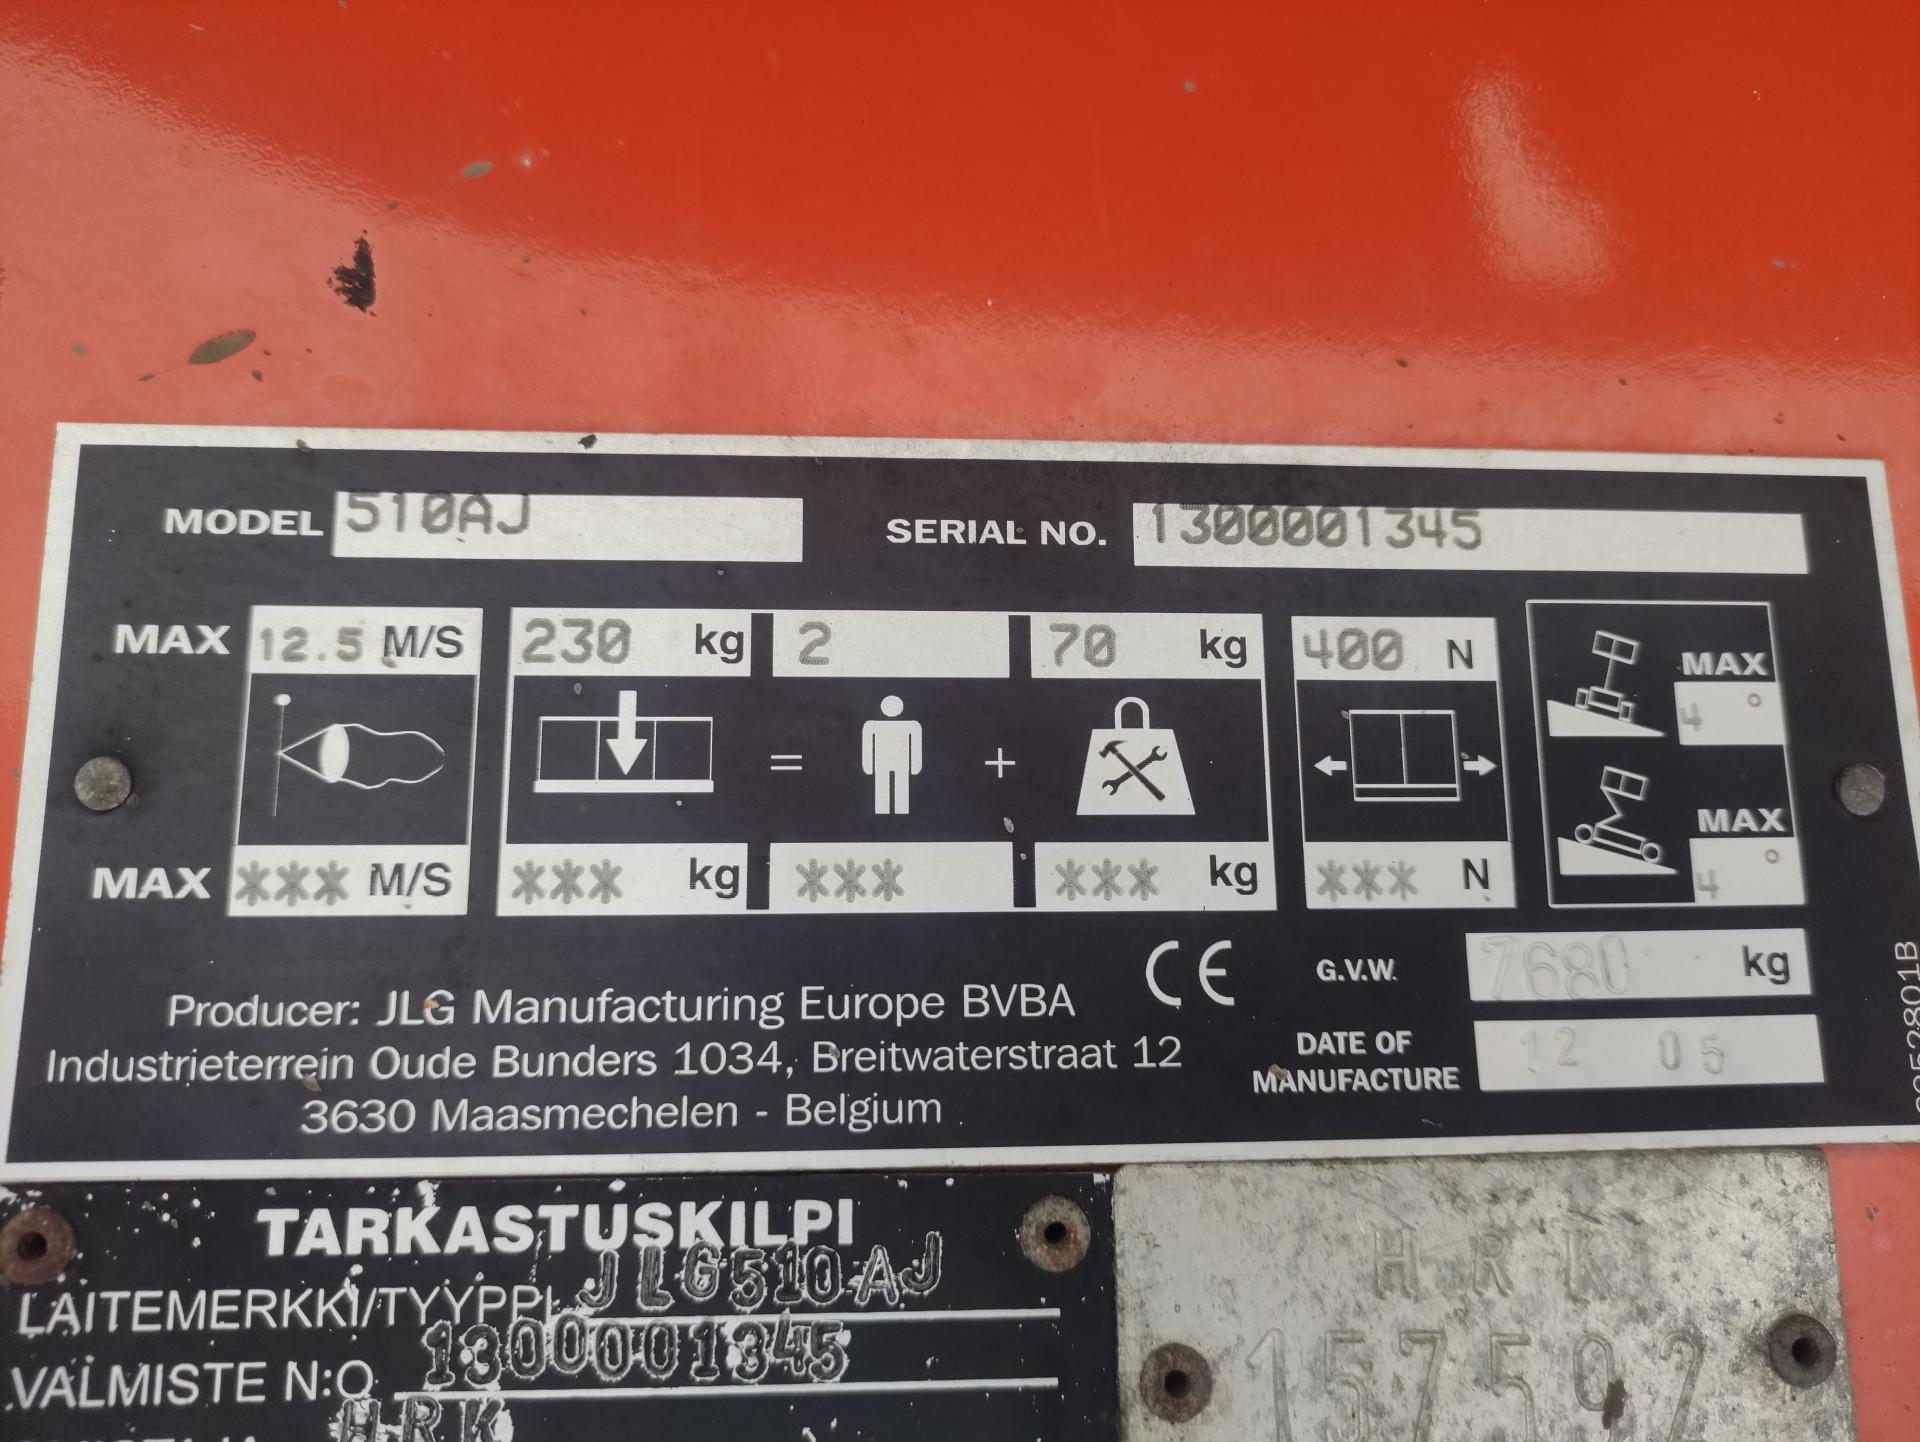 MODEL 510AJ SERIAL NO. 1300001345
MAX 12.5 M/S 230 kg 2 70 kg 400 N
MAX
4 °
= +
MAX
4 °
MAX *** M/S *** kg *** *** kg *** N
CE G.V.W. 7680 kg
Producer: JLG Manufacturing Europe BVBA
Industrieterrein Oude Bunders 1034, Breitwaterstraat 12
3630 Maasmechelen - Belgium
DATE OF MANUFACTURE 12 05
TARKASTUSKILPI
LAITEMERKKI/TYYPPI JLG510AJ
VALMISTE N:O 1300001345
HRK
HRK
157592